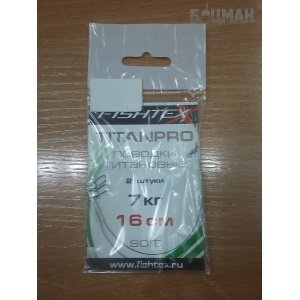 БОЦМАН
FISHTEX
TITANPRO
ПОВОДКИ
ТИТАНОВЫЕ
2 штуки
7 кг
16 см
soft
www.fishtex.ru